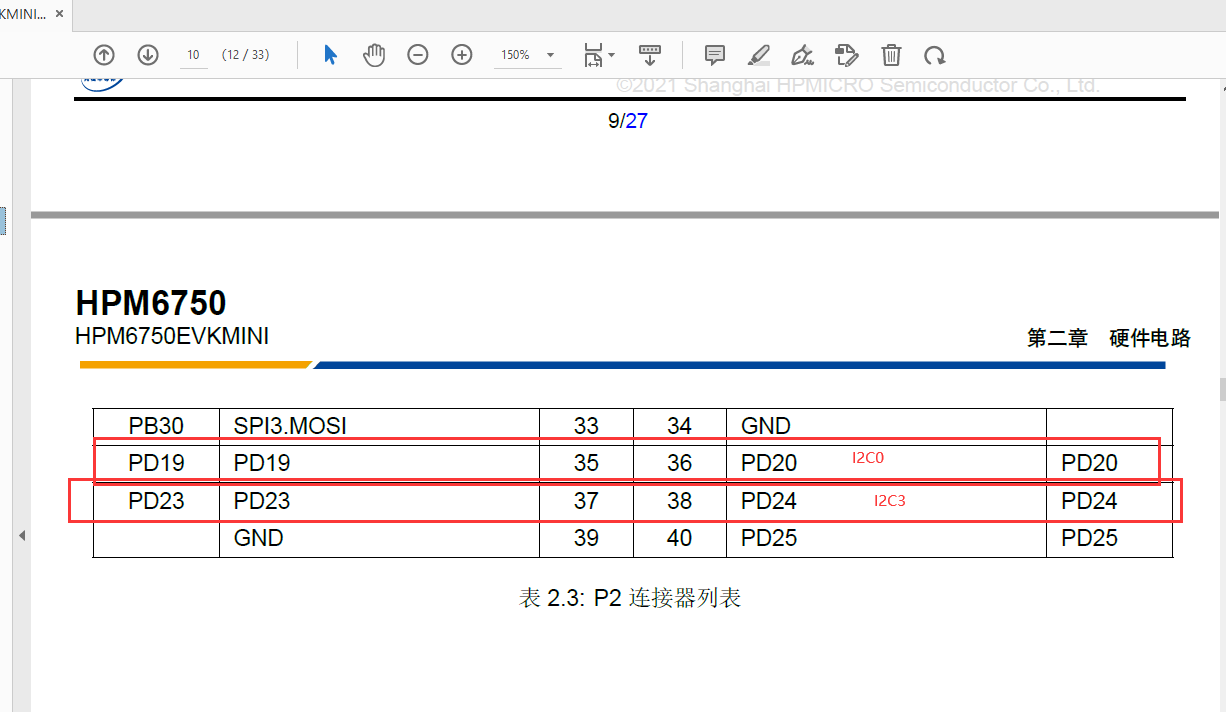 KMINI... ×
10 (12 / 33) 150%
©2021 Shanghai HPMICRO Semiconductor Co., Ltd.
9/27
HPM6750
HPM6750EVKMINI
第二章 硬件电路
PB30 SPI3.MOSI 33 34 GND
PD19 PD19 35 36 PD20 I2C0 PD20
PD23 PD23 37 38 PD24 I2C3 PD24
GND 39 40 PD25 PD25
表 2.3: P2 连接器列表